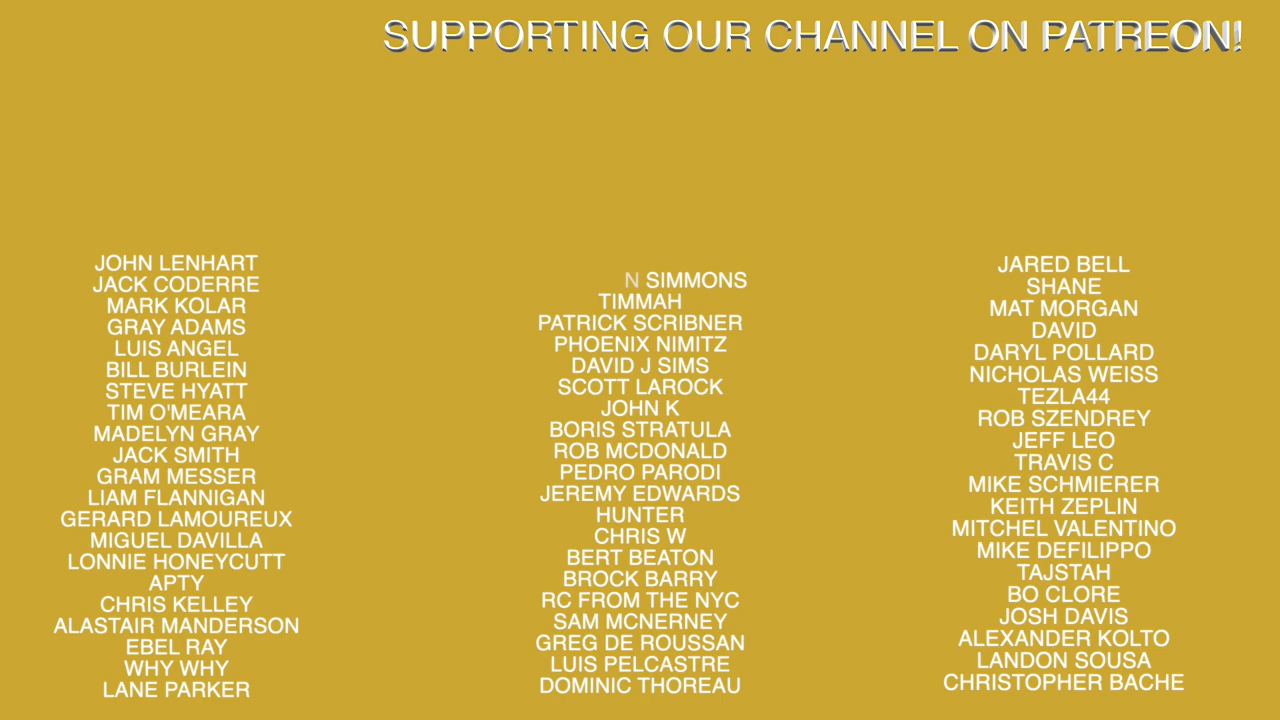 SUPPORTING OUR CHANNEL ON PATREON!
JOHN LENHART
JACK CODERRE
MARK KOLAR
GRAY ADAMS
LUIS ANGEL
BILL BURLEIN
STEVE HYATT
TIM O'MEARA
MADELYN GRAY
JACK SMITH
GRAM MESSER
LIAM FLANNIGAN
GERARD LAMOUREUX
MIGUEL DAVILLA
LONNIE HONEYCUTT
APTY
CHRIS KELLEY
ALASTAIR MANDERSON
EBEL RAY
WHY WHY
LANE PARKER
N SIMMONS
TIMMAH
PATRICK SCRIBNER
PHOENIX NIMITZ
DAVID J SIMS
SCOTT LAROCK
JOHN K
BORIS STRATULA
ROB MCDONALD
PEDRO PARODI
JEREMY EDWARDS
HUNTER
CHRIS W
BERT BEATON
BROCK BARRY
RC FROM THE NYC
SAM MCNERNEY
GREG DE ROUSSAN
LUIS PELCASTRE
DOMINIC THOREAU
JARED BELL
SHANE
MAT MORGAN
DAVID
DARYL POLLARD
NICHOLAS WEISS
TEZLA44
ROB SZENDREY
JEFF LEO
TRAVIS C
MIKE SCHMIERER
KEITH ZEPLIN
MITCHEL VALENTINO
MIKE DEFILIPPO
TAJSTAH
BO CLORE
JOSH DAVIS
ALEXANDER KOLTO
LANDON SOUSA
CHRISTOPHER BACHE